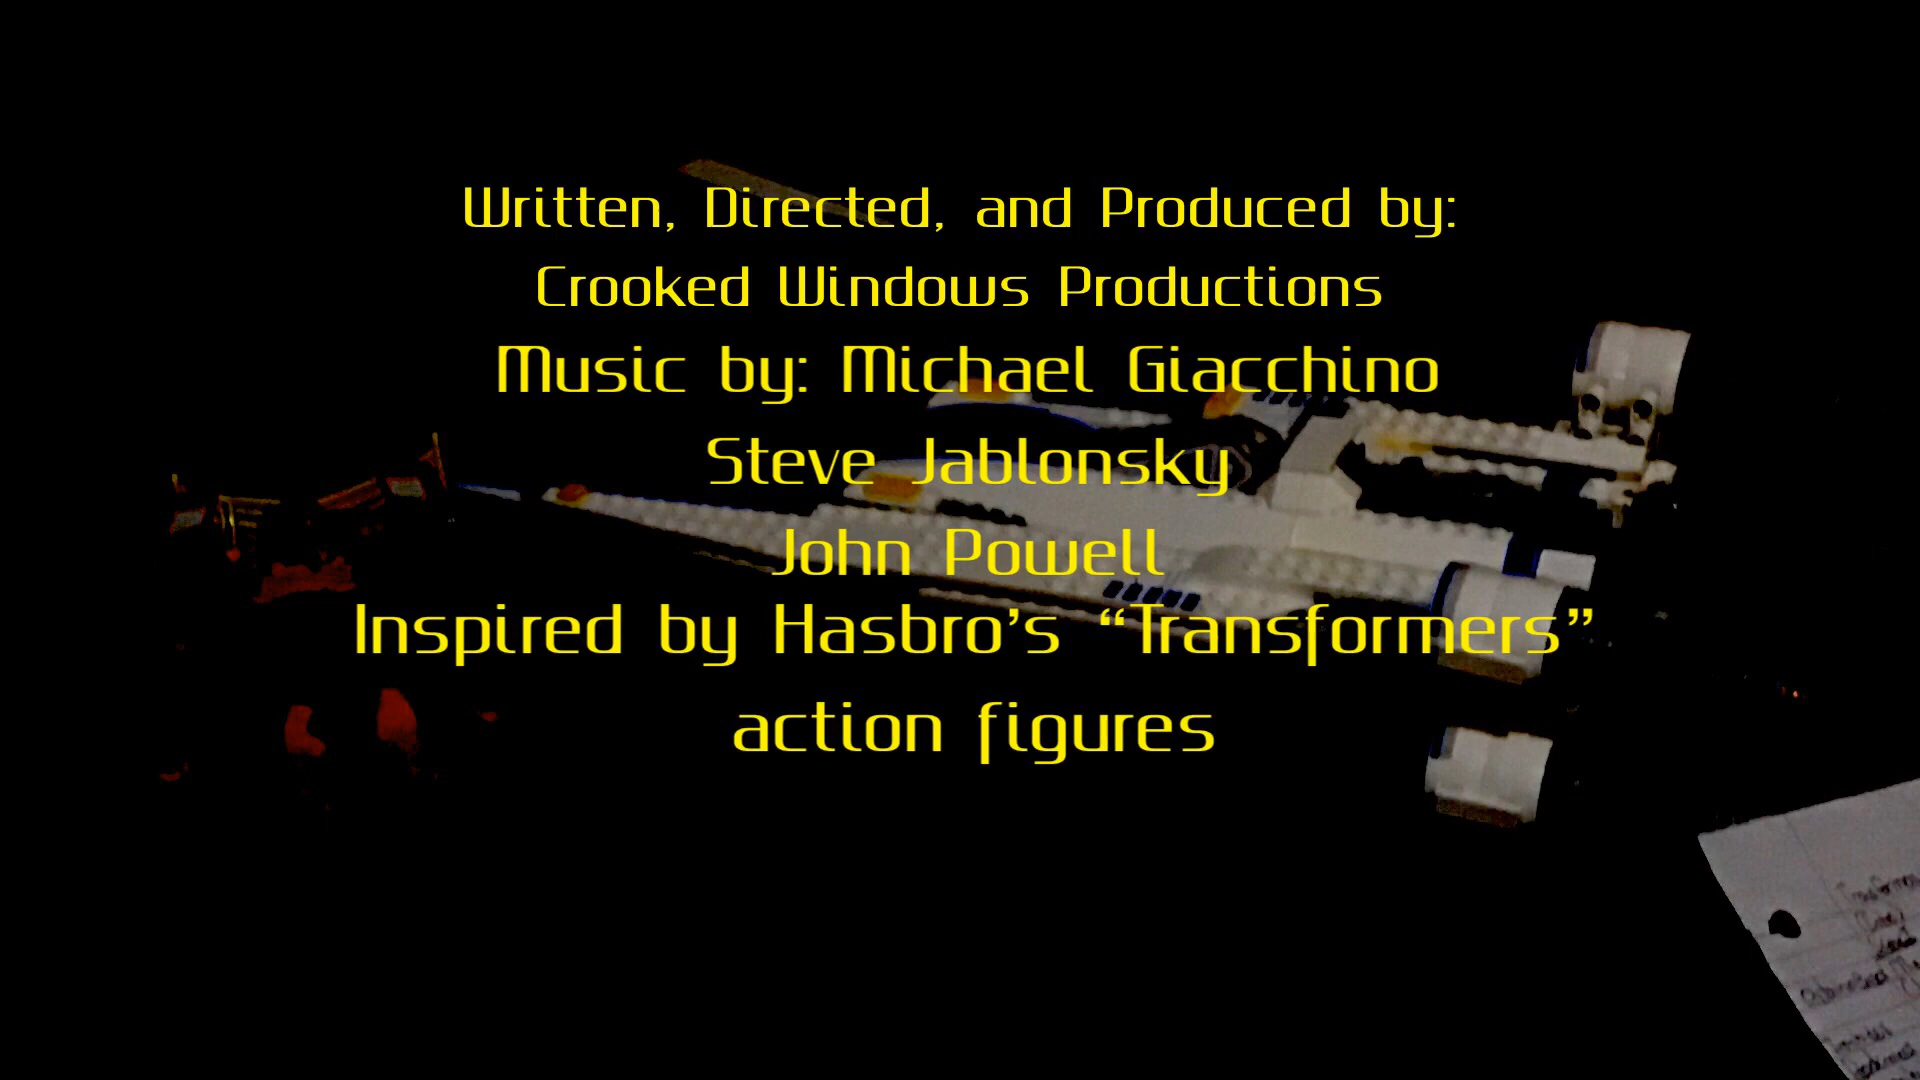 Written, Directed, and Produced by:
Crooked Windows Productions
Music by: Michael Giacchino
Steve Jablonsky
John Powell
Inspired by Hasbro’s “Transformers”
action figures